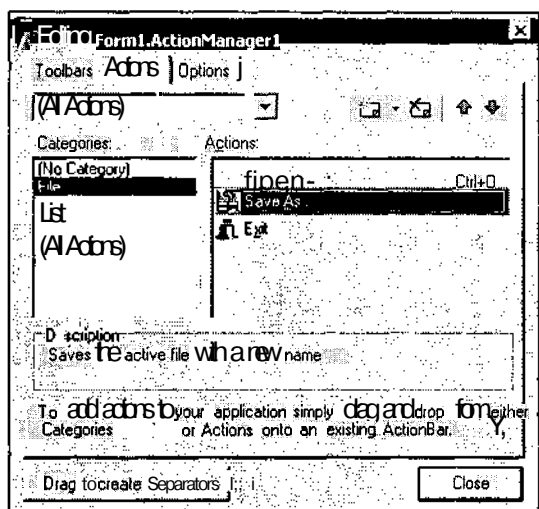 Editing Form1.ActionManager1
Toolbars Actions Options
(All Actions)
Categories: Actions:
(No Category)
File
List
(All Actions)
fipen- Ctrl+O
Save As
Exit
Description
Saves the active file with a new name
To add actions to your application simply drag and drop from either
Categories or Actions onto an existing ActionBar.
Drag to create Separators
Close